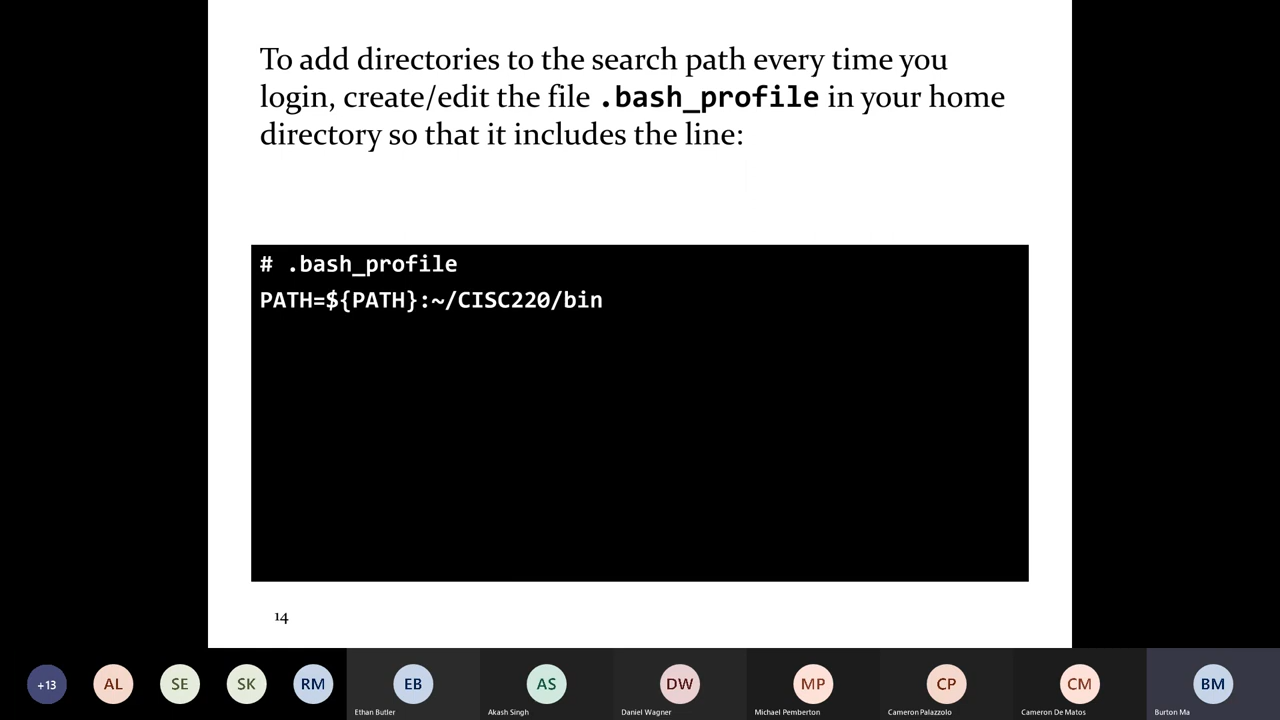 To add directories to the search path every time you
login, create/edit the file .bash_profile in your home
directory so that it includes the line:
# .bash_profile
PATH=${PATH}:~/CISC220/bin
14
+13
AL
SE
SK
RM
EB
AS
DW
MP
CP
CM
BM
Ethan Butler
Akash Singh
Daniel Wagner
Michael Pemberton
Cameron Palazzolo
Cameron De Matos
Burton Ma